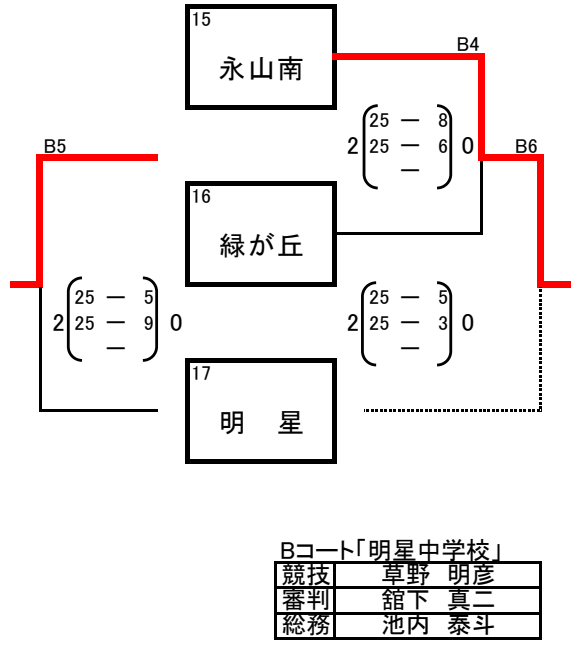 15
永山南
B4
25 ー 8
2 25 ー 6 0
ー
B5
B6
16
緑が丘
25 ー 5
2 25 ー 9 0
ー
25 ー 5
2 25 ー 3 0
ー
17
明 星
Bコート「明星中学校」
競技 草野 明彦
審判 舘下 真二
総務 池内 泰斗